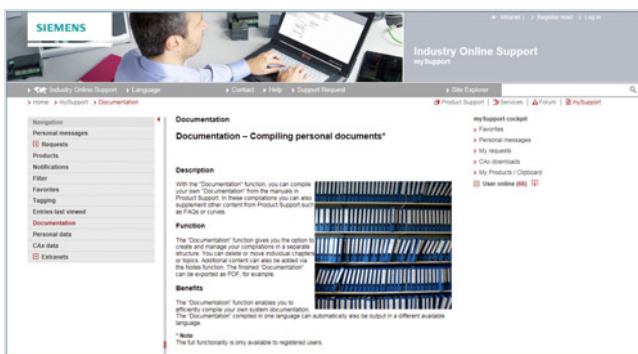 SIEMENS
Intranet | Register now! Log in
Industry Online Support
mySupport
Industry Online Support Language Contact Help Support Request Site Explorer
Home mySupport Documentation
Product Support | Services | Forum | mySupport
Navigation
Personal messages
Requests
Products
Notifications
Filter
Favorites
Tagging
Entries last viewed
Documentation
Personal data
CAx data
Extranets
Documentation
Documentation – Compiling personal documents*
Description
With the "Documentation" function, you can compile
your own "Documentation" from the manuals in
Product Support. In these compilations you can also
supplement other content from Product Support such
as FAQs or curves.
Function
The "Documentation" function gives you the option to
create and manage your compilations in a separate
structure. You can delete or move individual chapters
or topics. Additional content can also be added via
the Notes function. The finished "Documentation"
can be exported as PDF, for example.
Benefits
The "Documentation" function enables you to
efficiently compile your own system documentation.
The "Documentation" compiled in one language can automatically also be output in a different available
language.
* Note
The full functionality is only available to registered users.
mySupport cockpit
Favorites
Personal messages
My requests
CAx downloads
My Products / Clipboard
User online (66)